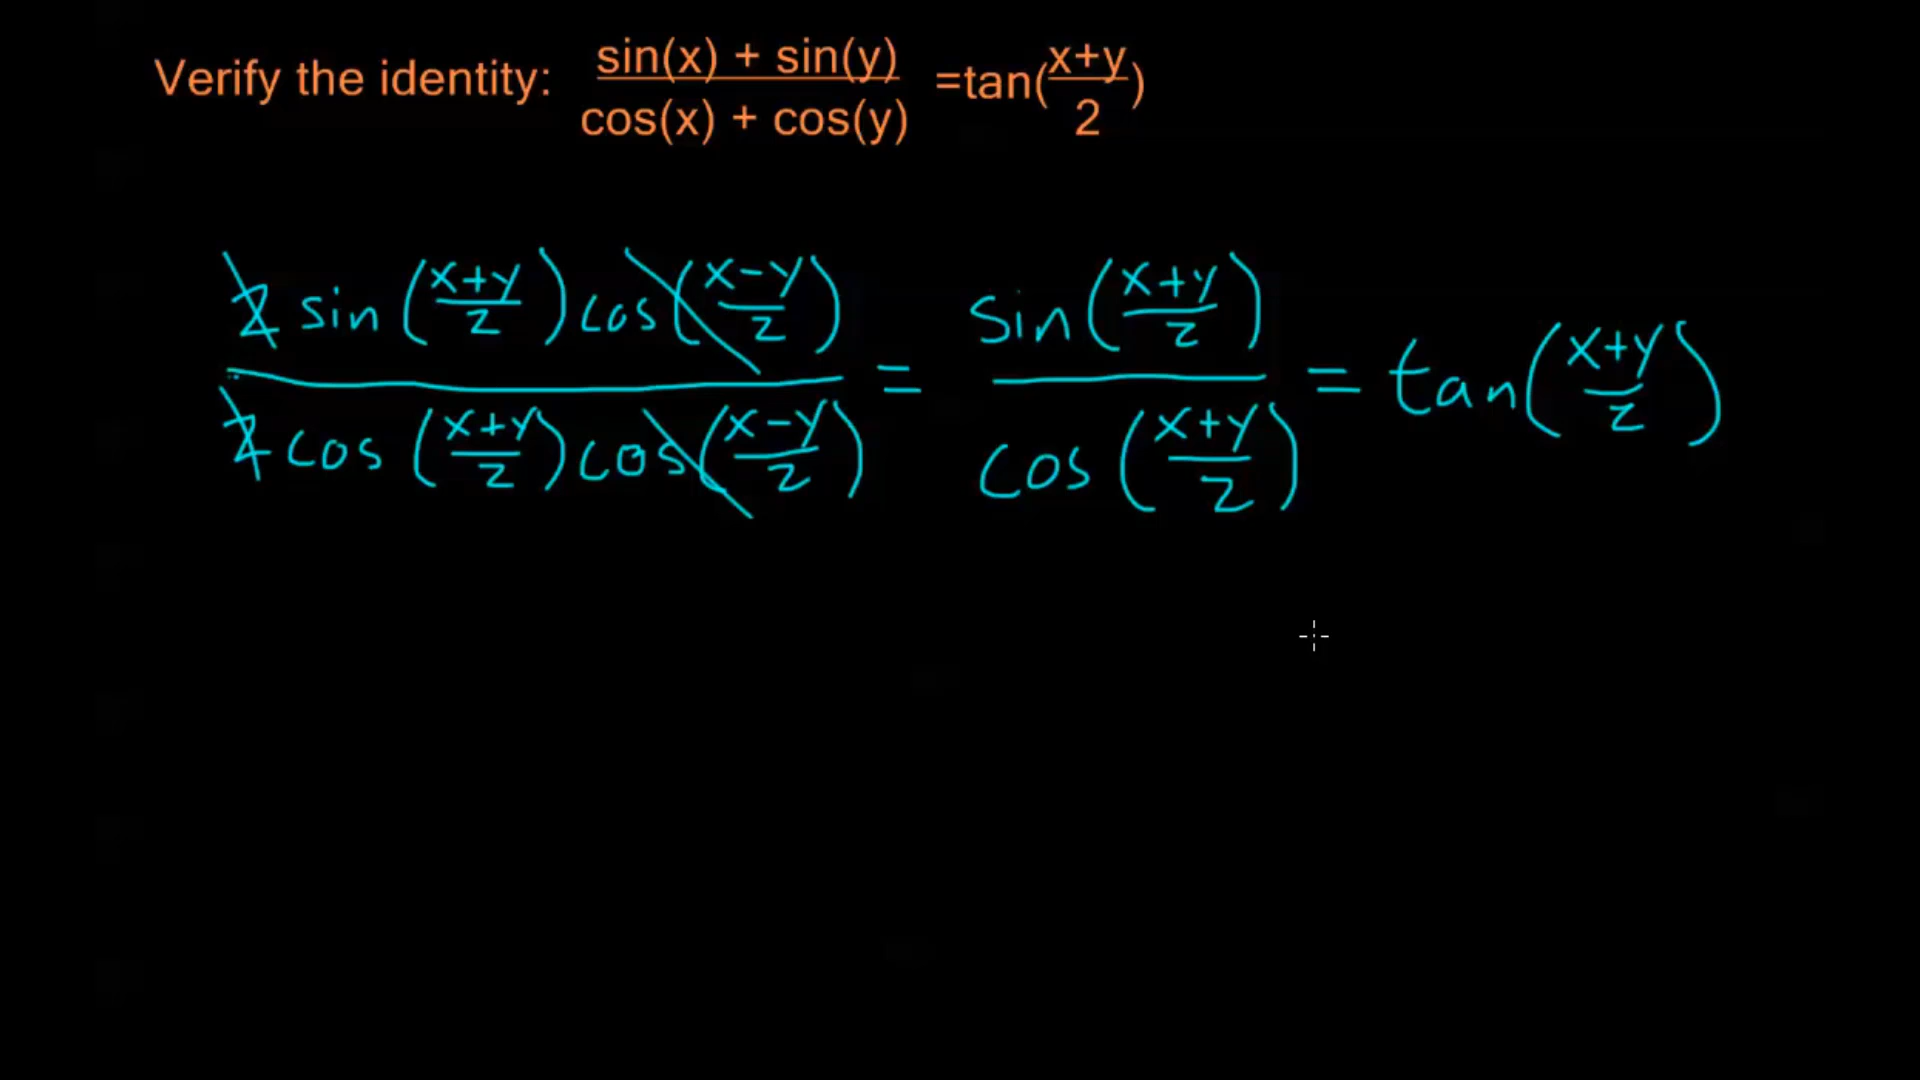 Verify the identity: sin(x) + sin(y) / cos(x) + cos(y) =tan(x+y / 2)
2 sin (x+y / 2) cos (x-y / 2) / 2 cos (x+y / 2) cos (x-y / 2) = sin (x+y / 2) / cos (x+y / 2) = tan (x+y / 2)